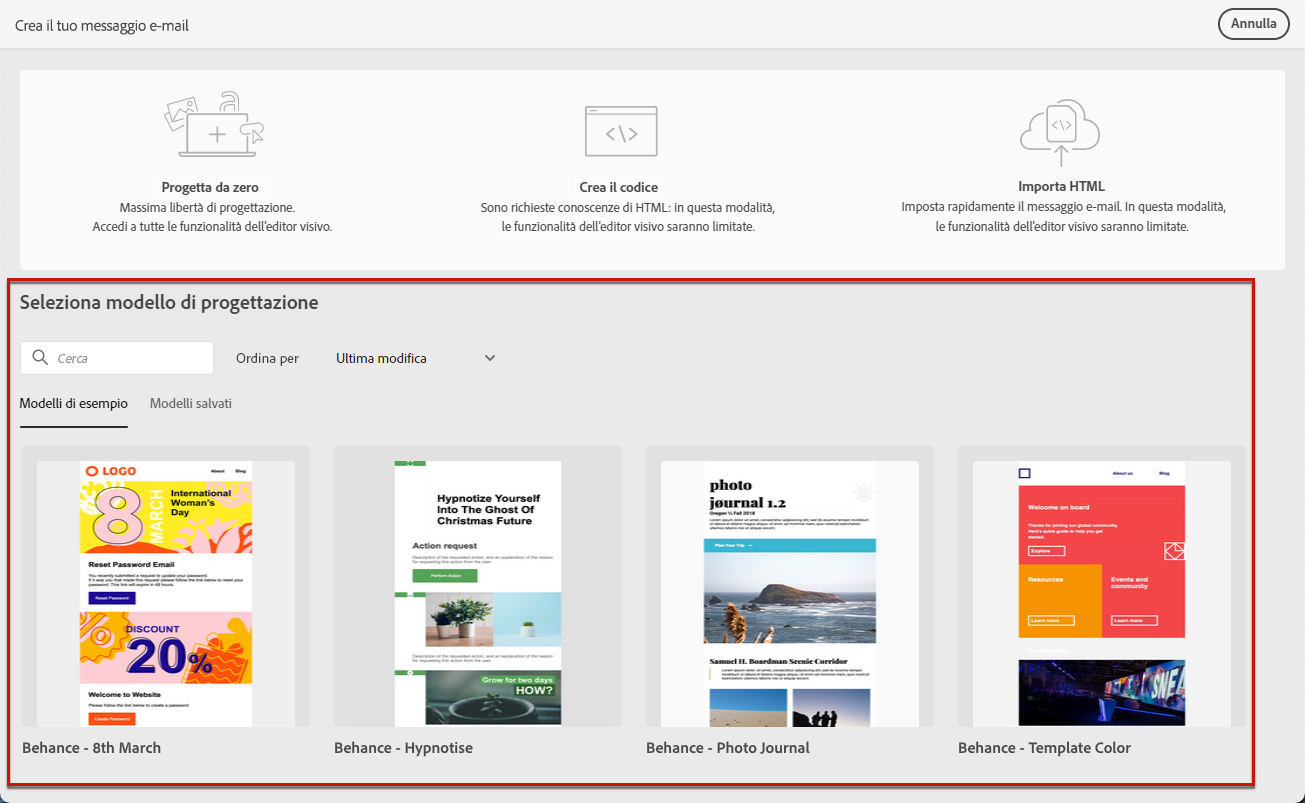 Crea il tuo messaggio e-mail
Annulla
Progetta da zero
Massima libertà di progettazione.
Accedi a tutte le funzionalità dell'editor visivo.
Crea il codice
Sono richieste conoscenze di HTML: in questa modalità,
le funzionalità dell'editor visivo saranno limitate.
Importa HTML
Imposta rapidamente il messaggio e-mail. In questa modalità,
le funzionalità dell'editor visivo saranno limitate.
Seleziona modello di progettazione
Cerca
Ordina per
Ultima modifica
Modelli di esempio
Modelli salvati
LOGO
About
Blog
8
MARCH
International
Woman's
Day
Reset Password Email
You recently submitted a request to update your password.
If it was you that made this request please follow the link below to reset your
password. This link will expire in 48 hours.
Reset Password
DISCOUNT
20%
Welcome to Website
Please follow the link below to create a password
Create Password
Behance - 8th March
Hypnotize Yourself
Into The Ghost Of
Christmas Future
Action request
Description of the requested action, and an explanation of the reason
for requesting this action from the user.
Perform Action
Description of the requested action, and an explanation of the reason
for requesting this action from the user.
Grow for two days
HOW?
Behance - Hypnotise
photo
journal 1.2
Oregon \\ Fall 2018
Plan Your Trip
Samuel H. Boardman Scenic Corridor
Behance - Photo Journal
About us
Blog
Welcome on board
Thanks for joining our global community.
Here's quick guide to help you get
started.
Explore
Resources
Learn more
Events and
community
Learn more
Introduction
Behance - Template Color